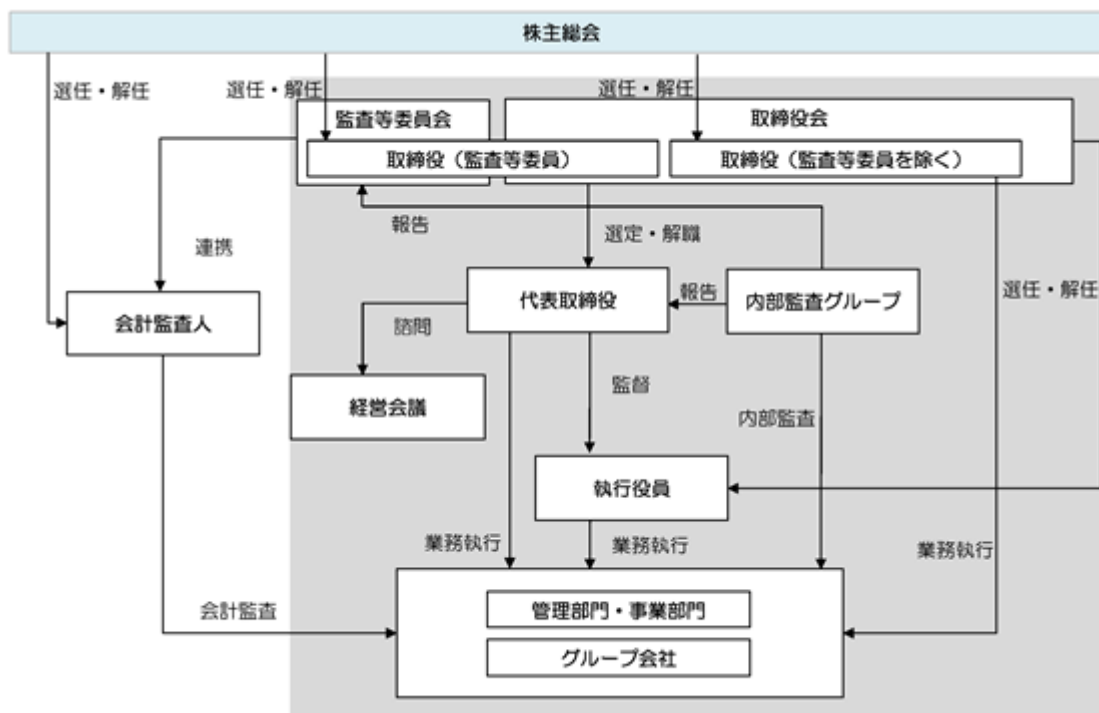 株主総会
選任・解任
選任・解任
選任・解任
監査等委員会
取締役会
取締役（監査等委員）
取締役（監査等委員を除く）
報告
選定・解職
連携
代表取締役
報告
内部監査グループ
選任・解任
会計監査人
諮問
監督
経営会議
内部監査
執行役員
業務執行
業務執行
業務執行
管理部門・事業部門
会計監査
グループ会社